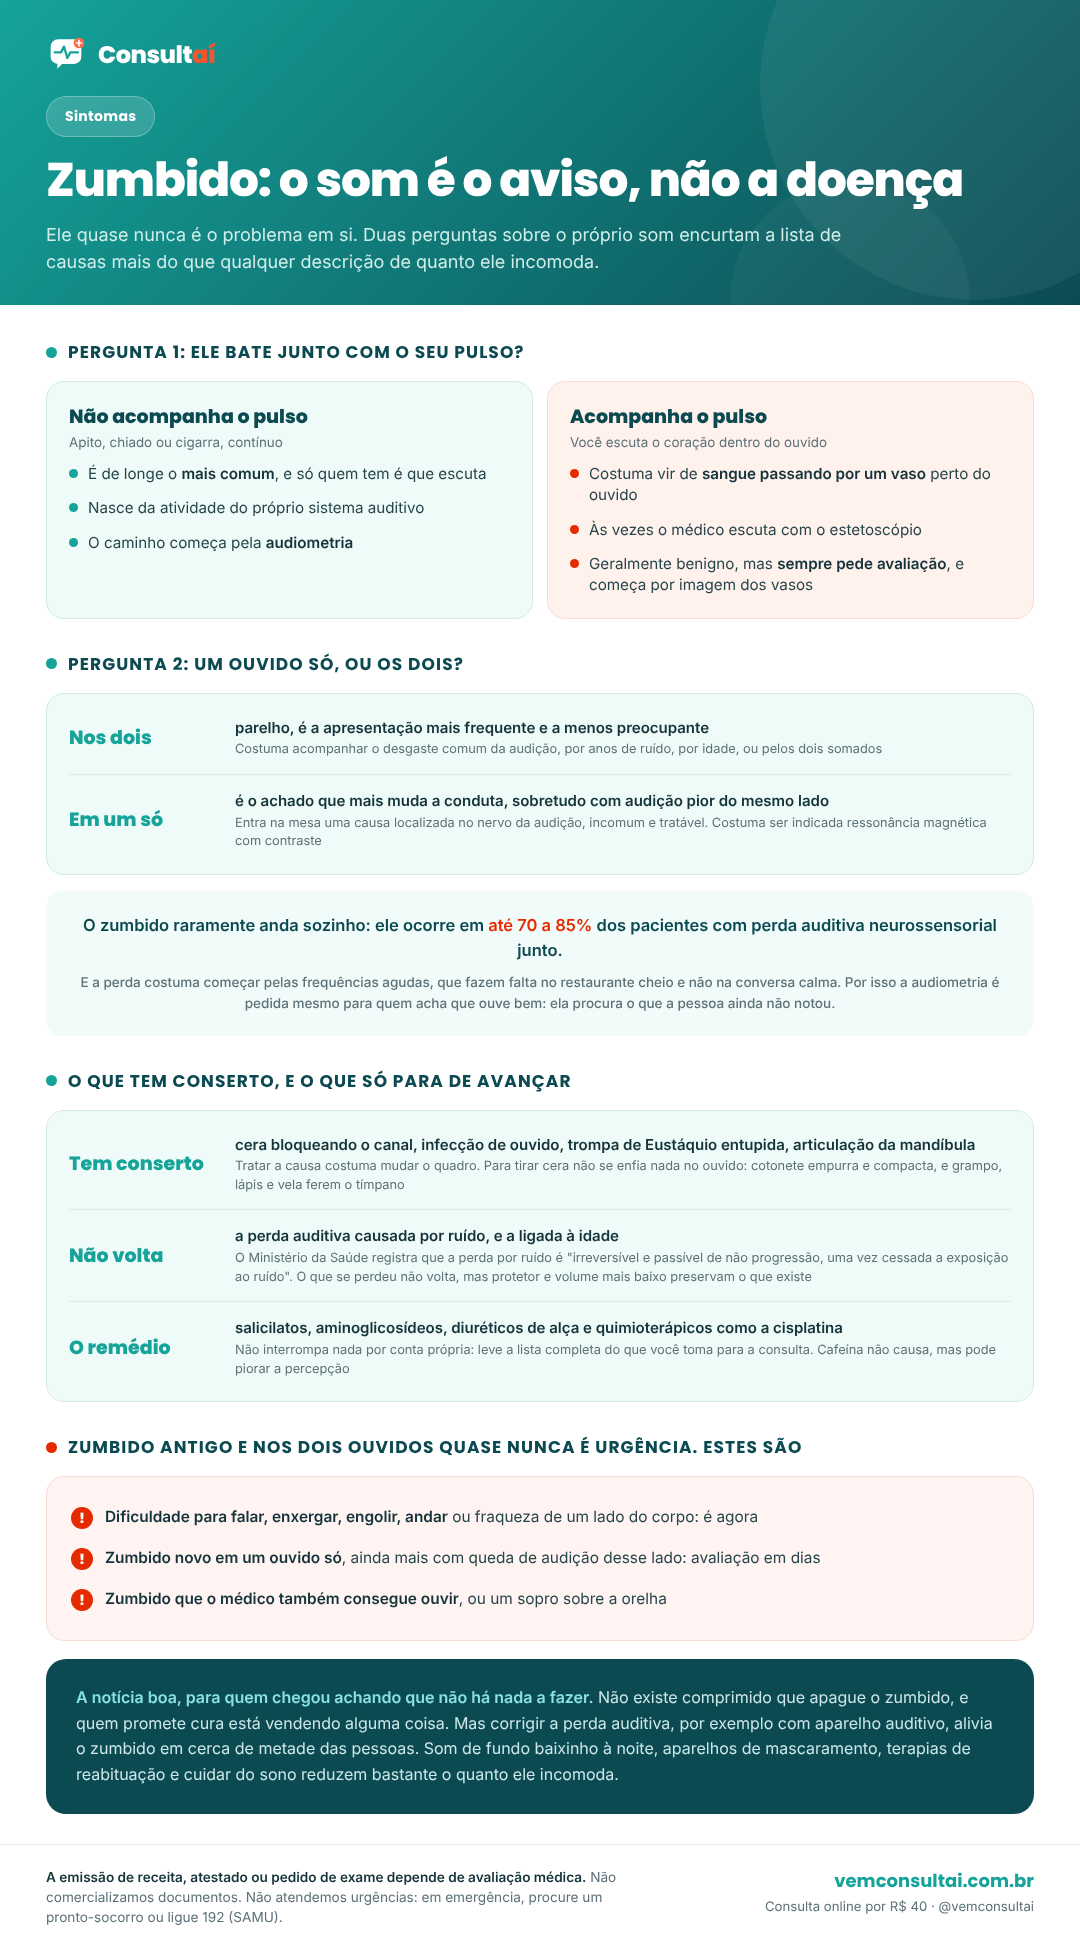 Consultaí
Sintomas
Zumbido: o som é o aviso, não a doença
Ele quase nunca é o problema em si. Duas perguntas sobre o próprio som encurtam a lista de
causas mais do que qualquer descrição de quanto ele incomoda.
PERGUNTA 1: ELE BATE JUNTO COM O SEU PULSO?
Não acompanha o pulso
Apito, chiado ou cigarra, contínuo
É de longe o mais comum, e só quem tem é que escuta
Nasce da atividade do próprio sistema auditivo
O caminho começa pela audiometria
Acompanha o pulso
Você escuta o coração dentro do ouvido
Costuma vir de sangue passando por um vaso perto do
ouvido
Às vezes o médico escuta com o estetoscópio
Geralmente benigno, mas sempre pede avaliação, e
começa por imagem dos vasos
PERGUNTA 2: UM OUVIDO SÓ, OU OS DOIS?
Nos dois
parelho, é a apresentação mais frequente e a menos preocupante
Costuma acompanhar o desgaste comum da audição, por anos de ruído, por idade, ou pelos dois somados
Em um só
é o achado que mais muda a conduta, sobretudo com audição pior do mesmo lado
Entra na mesa uma causa localizada no nervo da audição, incomum e tratável. Costuma ser indicada ressonância magnética
com contraste
O zumbido raramente anda sozinho: ele ocorre em até 70 a 85% dos pacientes com perda auditiva neurossensorial
junto.
E a perda costuma começar pelas frequências agudas, que fazem falta no restaurante cheio e não na conversa calma. Por isso a audiometria é
pedida mesmo para quem acha que ouve bem: ela procura o que a pessoa ainda não notou.
O QUE TEM CONSERTO, E O QUE SÓ PARA DE AVANÇAR
Tem conserto
cera bloqueando o canal, infecção de ouvido, trompa de Eustáquio entupida, articulação da mandíbula
Tratar a causa costuma mudar o quadro. Para tirar cera não se enfia nada no ouvido: cotonete empurra e compacta, e grampo,
lápis e vela ferem o tímpano
Não volta
a perda auditiva causada por ruído, e a ligada à idade
O Ministério da Saúde registra que a perda por ruído é "irreversível e passível de não progressão, uma vez cessada a exposição
ao ruído". O que se perdeu não volta, mas protetor e volume mais baixo preservam o que existe
O remédio
salicilatos, aminoglicosídeos, diuréticos de alça e quimioterápicos como a cisplatina
Não interrompa nada por conta própria: leve a lista completa do que você toma para a consulta. Cafeína não causa, mas pode
piorar a percepção
ZUMBIDO ANTIGO E NOS DOIS OUVIDOS QUASE NUNCA É URGÊNCIA. ESTES SÃO
Dificuldade para falar, enxergar, engolir, andar ou fraqueza de um lado do corpo: é agora
Zumbido novo em um ouvido só, ainda mais com queda de audição desse lado: avaliação em dias
Zumbido que o médico também consegue ouvir, ou um sopro sobre a orelha
A notícia boa, para quem chegou achando que não há nada a fazer. Não existe comprimido que apague o zumbido, e
quem promete cura está vendendo alguma coisa. Mas corrigir a perda auditiva, por exemplo com aparelho auditivo, alivia
o zumbido em cerca de metade das pessoas. Som de fundo baixinho à noite, aparelhos de mascaramento, terapias de
reabituação e cuidar do sono reduzem bastante o quanto ele incomoda.
A emissão de receita, atestado ou pedido de exame depende de avaliação médica. Não
comercializamos documentos. Não atendemos urgências: em emergência, procure um
pronto-socorro ou ligue 192 (SAMU).
vemconsultai.com.br
Consulta online por R$ 40 · @vemconsultai